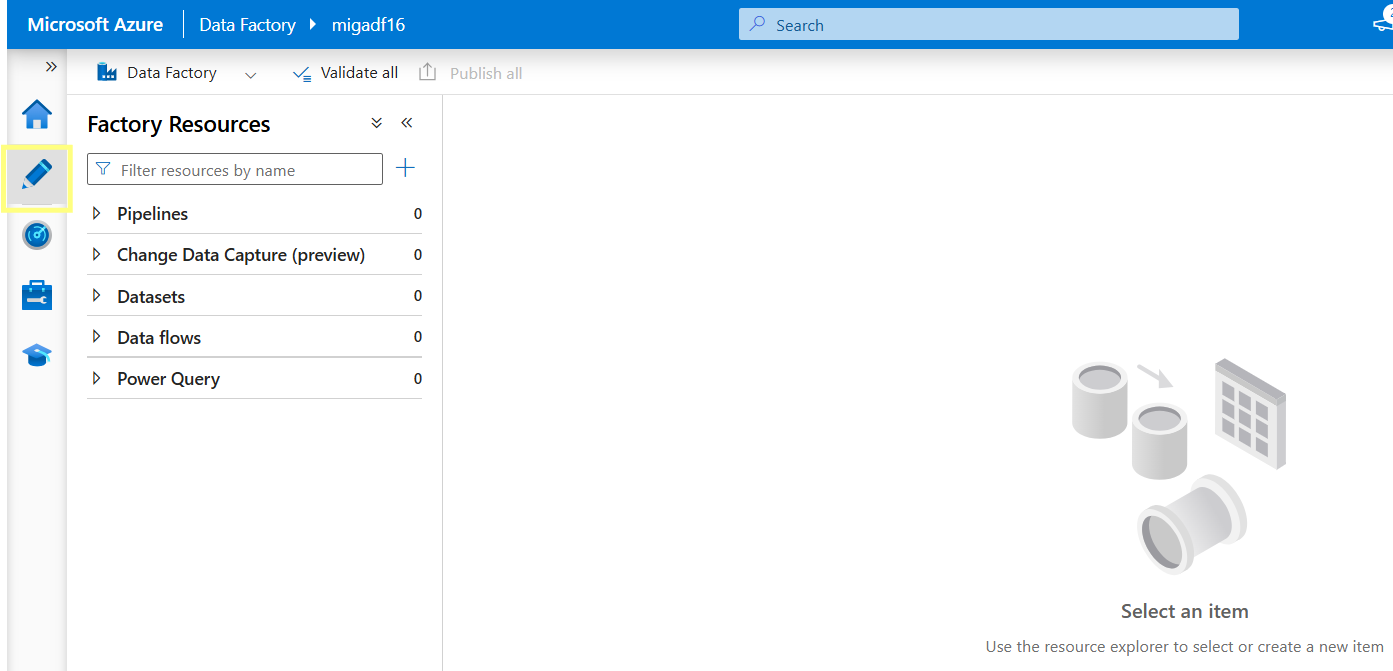 Microsoft Azure Data Factory migadf16 Search
Data Factory Validate all Publish all
Factory Resources
Filter resources by name
Pipelines 0
Change Data Capture (preview) 0
Datasets 0
Data flows 0
Power Query 0
Select an item
Use the resource explorer to select or create a new item